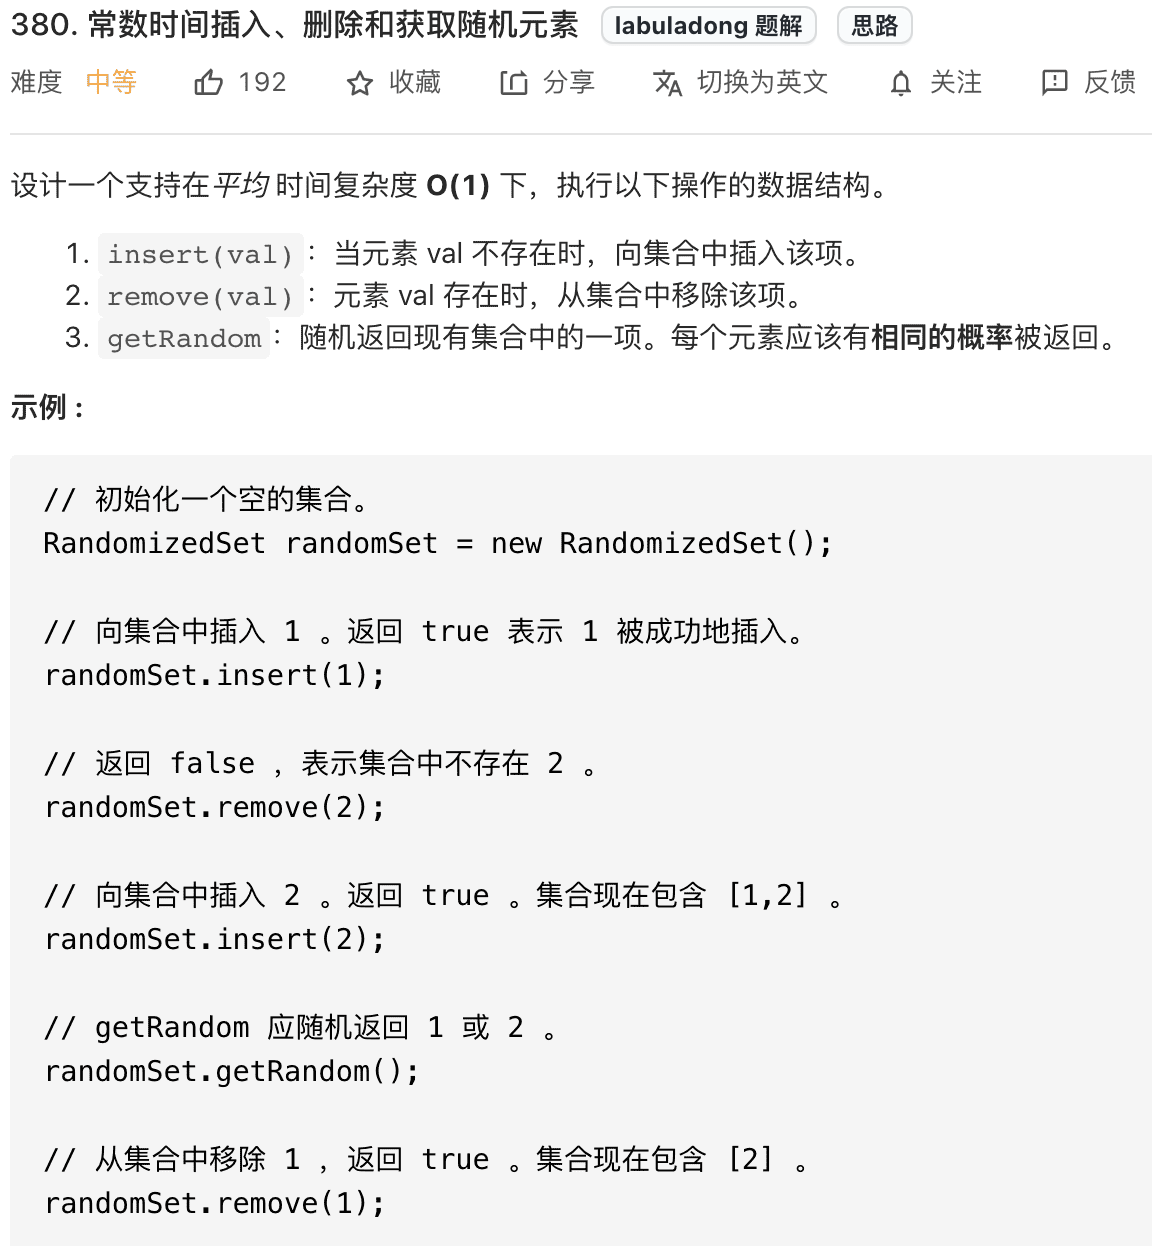 380. 常数时间插入、删除和获取随机元素 labuladong 题解 思路
难度 中等 192 收藏 分享 切换为英文 关注 反馈
设计一个支持在平均 时间复杂度 O(1) 下，执行以下操作的数据结构。
1. insert(val)：当元素 val 不存在时，向集合中插入该项。
2. remove(val)：元素 val 存在时，从集合中移除该项。
3. getRandom：随机返回现有集合中的一项。每个元素应该有相同的概率被返回。
示例 :
// 初始化一个空的集合。
RandomizedSet randomSet = new RandomizedSet();
// 向集合中插入 1 。返回 true 表示 1 被成功地插入。
randomSet.insert(1);
// 返回 false ，表示集合中不存在 2 。
randomSet.remove(2);
// 向集合中插入 2 。返回 true 。集合现在包含 [1,2] 。
randomSet.insert(2);
// getRandom 应随机返回 1 或 2 。
randomSet.getRandom();
// 从集合中移除 1 ，返回 true 。集合现在包含 [2] 。
randomSet.remove(1);